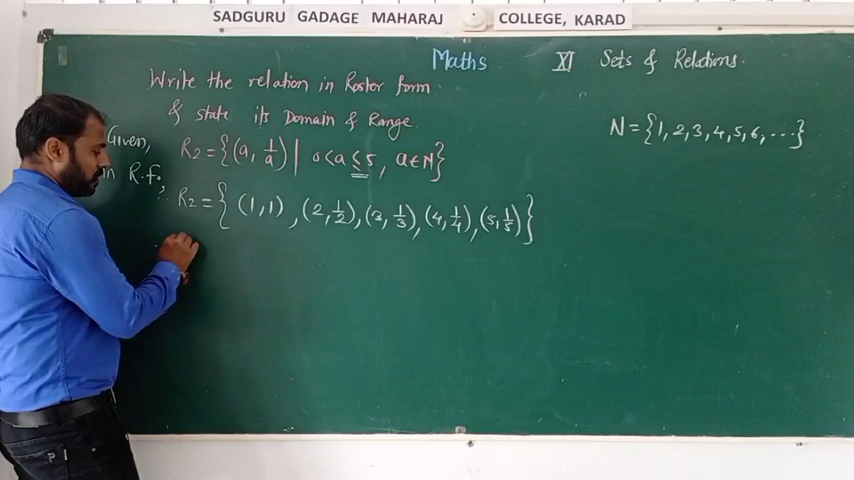 SADGURU GADAGE MAHARAJ COLLEGE, KARAD
Maths XI Sets & Relations.
Write the relation in Roster form
& state its Domain & Range.
N={1,2,3,4,5,6,...}
Given, R₂={(a, 1/a) | 0<a≤5, a∈N}
in R.f.,
R₂={(1,1), (2,1/2), (3,1/3), (4,1/4), (5,1/5)}